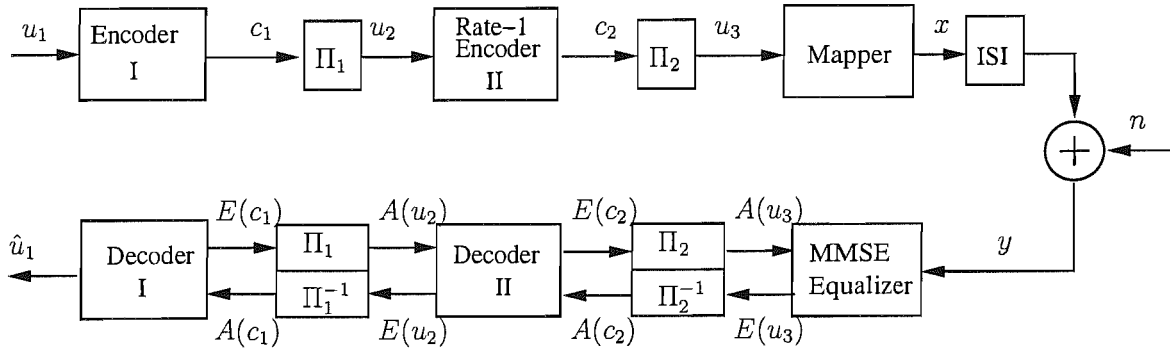 u₁ Encoder I c₁ Π₁ u₂ Rate-1 Encoder II c₂ Π₂ u₃ Mapper x ISI
n
E(c₁) A(u₂) E(c₂) A(u₃)
û₁ Decoder I Π₁ Decoder II Π₂ MMSE Equalizer y
Π₁⁻¹ Π₂⁻¹
A(c₁) E(u₂) A(c₂) E(u₃)